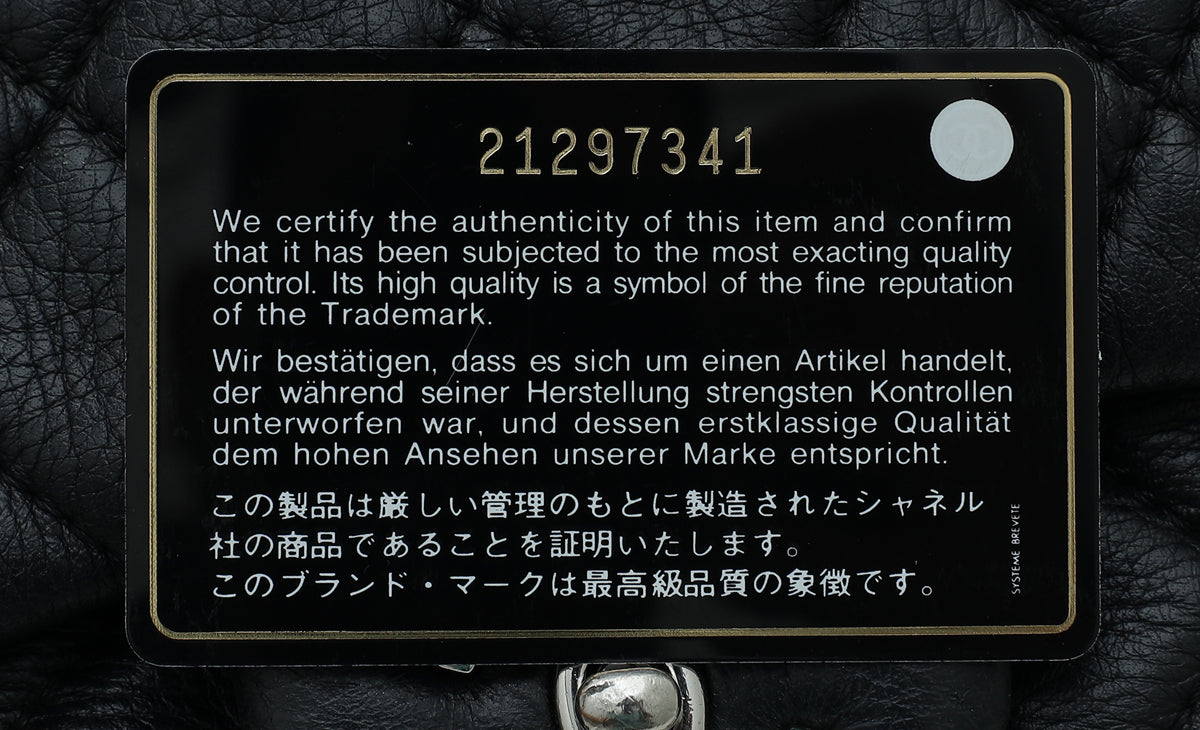 21297341
We certify the authenticity of this item and confirm
that it has been subjected to the most exacting quality
control. Its high quality is a symbol of the fine reputation
of the Trademark.
Wir bestätigen, dass es sich um einen Artikel handelt,
der während seiner Herstellung strengsten Kontrollen
unterworfen war, und dessen erstklassige Qualität
dem hohen Ansehen unserer Marke entspricht.
この製品は厳しい管理のもとに製造されたシャネル
社の商品であることを証明いたします。
このブランド・マークは最高級品質の象徴です。
SYSTEME BREVETE